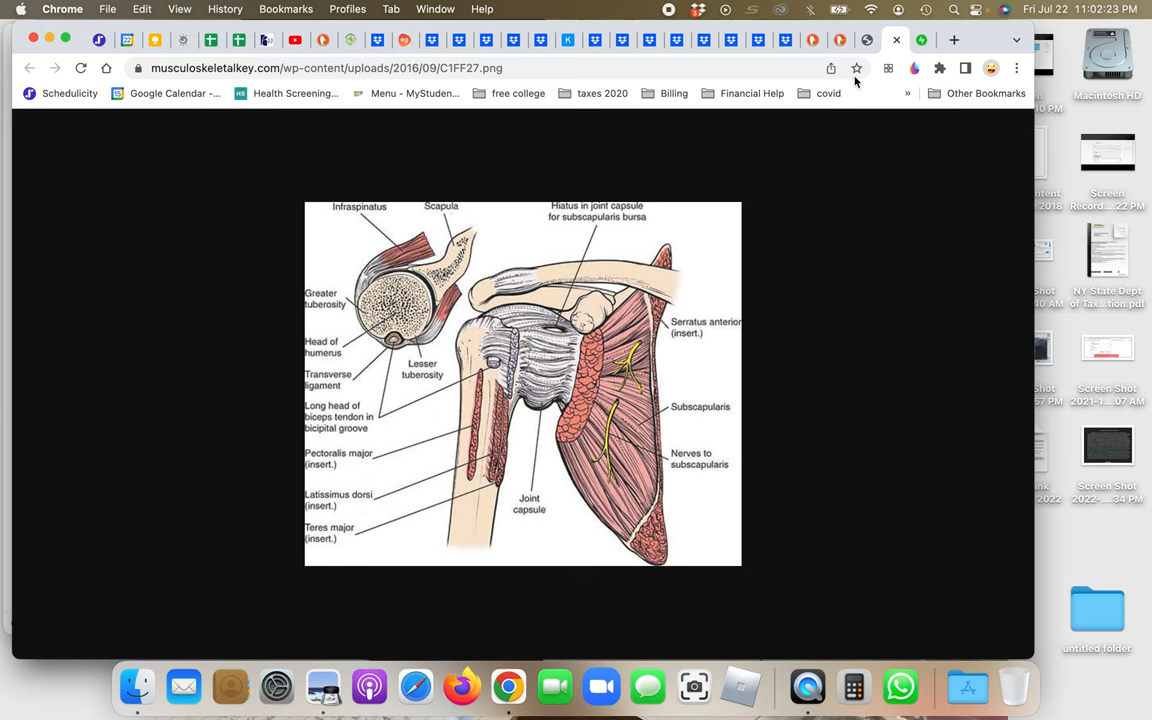 Chrome File Edit View History Bookmarks Profiles Tab Window Help Fri Jul 22 11:02:23 PM
musculoskeletalkey.com/wp-content/uploads/2016/09/C1FF27.png
Schedulicity Google Calendar -... Health Screening... Menu - MyStuden... free college taxes 2020 Billing Financial Help covid » Other Bookmarks
Infraspinatus
Scapula
Hiatus in joint capsule
for subscapularis bursa
Greater
tuberosity
Head of
humerus
Transverse
ligament
Lesser
tuberosity
Long head of
biceps tendon in
bicipital groove
Pectoralis major
(insert.)
Latissimus dorsi
(insert.)
Teres major
(insert.)
Joint
capsule
Serratus anterior
(insert.)
Subscapularis
Nerves to
subscapularis
Macintosh HD
Screen
Record....22 PM
NY State Dept
of Tax...tion.pdf
Screen Shot
2021-1....07 AM
Screen Shot
2022-....34 PM
untitled folder